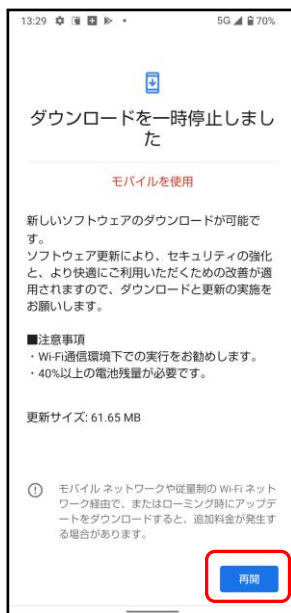 13:29
5G 70%
ダウンロードを一時停止しまし
た
モバイルを使用
新しいソフトウェアのダウンロードが可能で
す。
ソフトウェア更新により、セキュリティの強化
と、より快適にご利用いただくための改善が適
用されますので、ダウンロードと更新の実施を
お願いします。
■注意事項
・Wi-Fi通信環境下での実行をお勧めします。
・40%以上の電池残量が必要です。
更新サイズ: 61.65 MB
モバイル ネットワークや従量制の Wi-Fi ネット
ワーク経由で、またはローミング時にアップデ
ートをダウンロードすると、追加料金が発生す
る場合があります。
再開